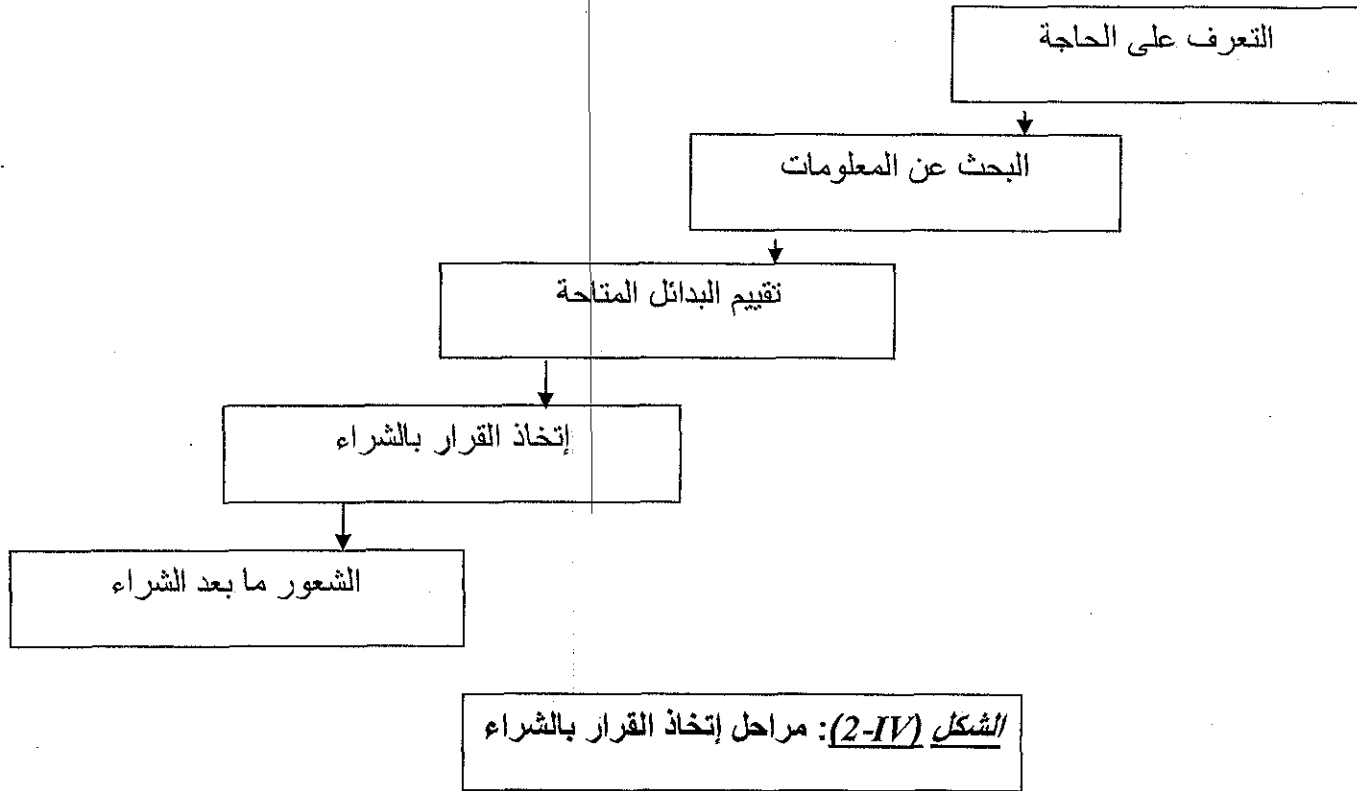 التعرف على الحاجة
البحث عن المعلومات
تقييم البدائل المتاحة
إتخاذ القرار بالشراء
الشعور ما بعد الشراء
الشكل (2-IV): مراحل إتخاذ القرار بالشراء